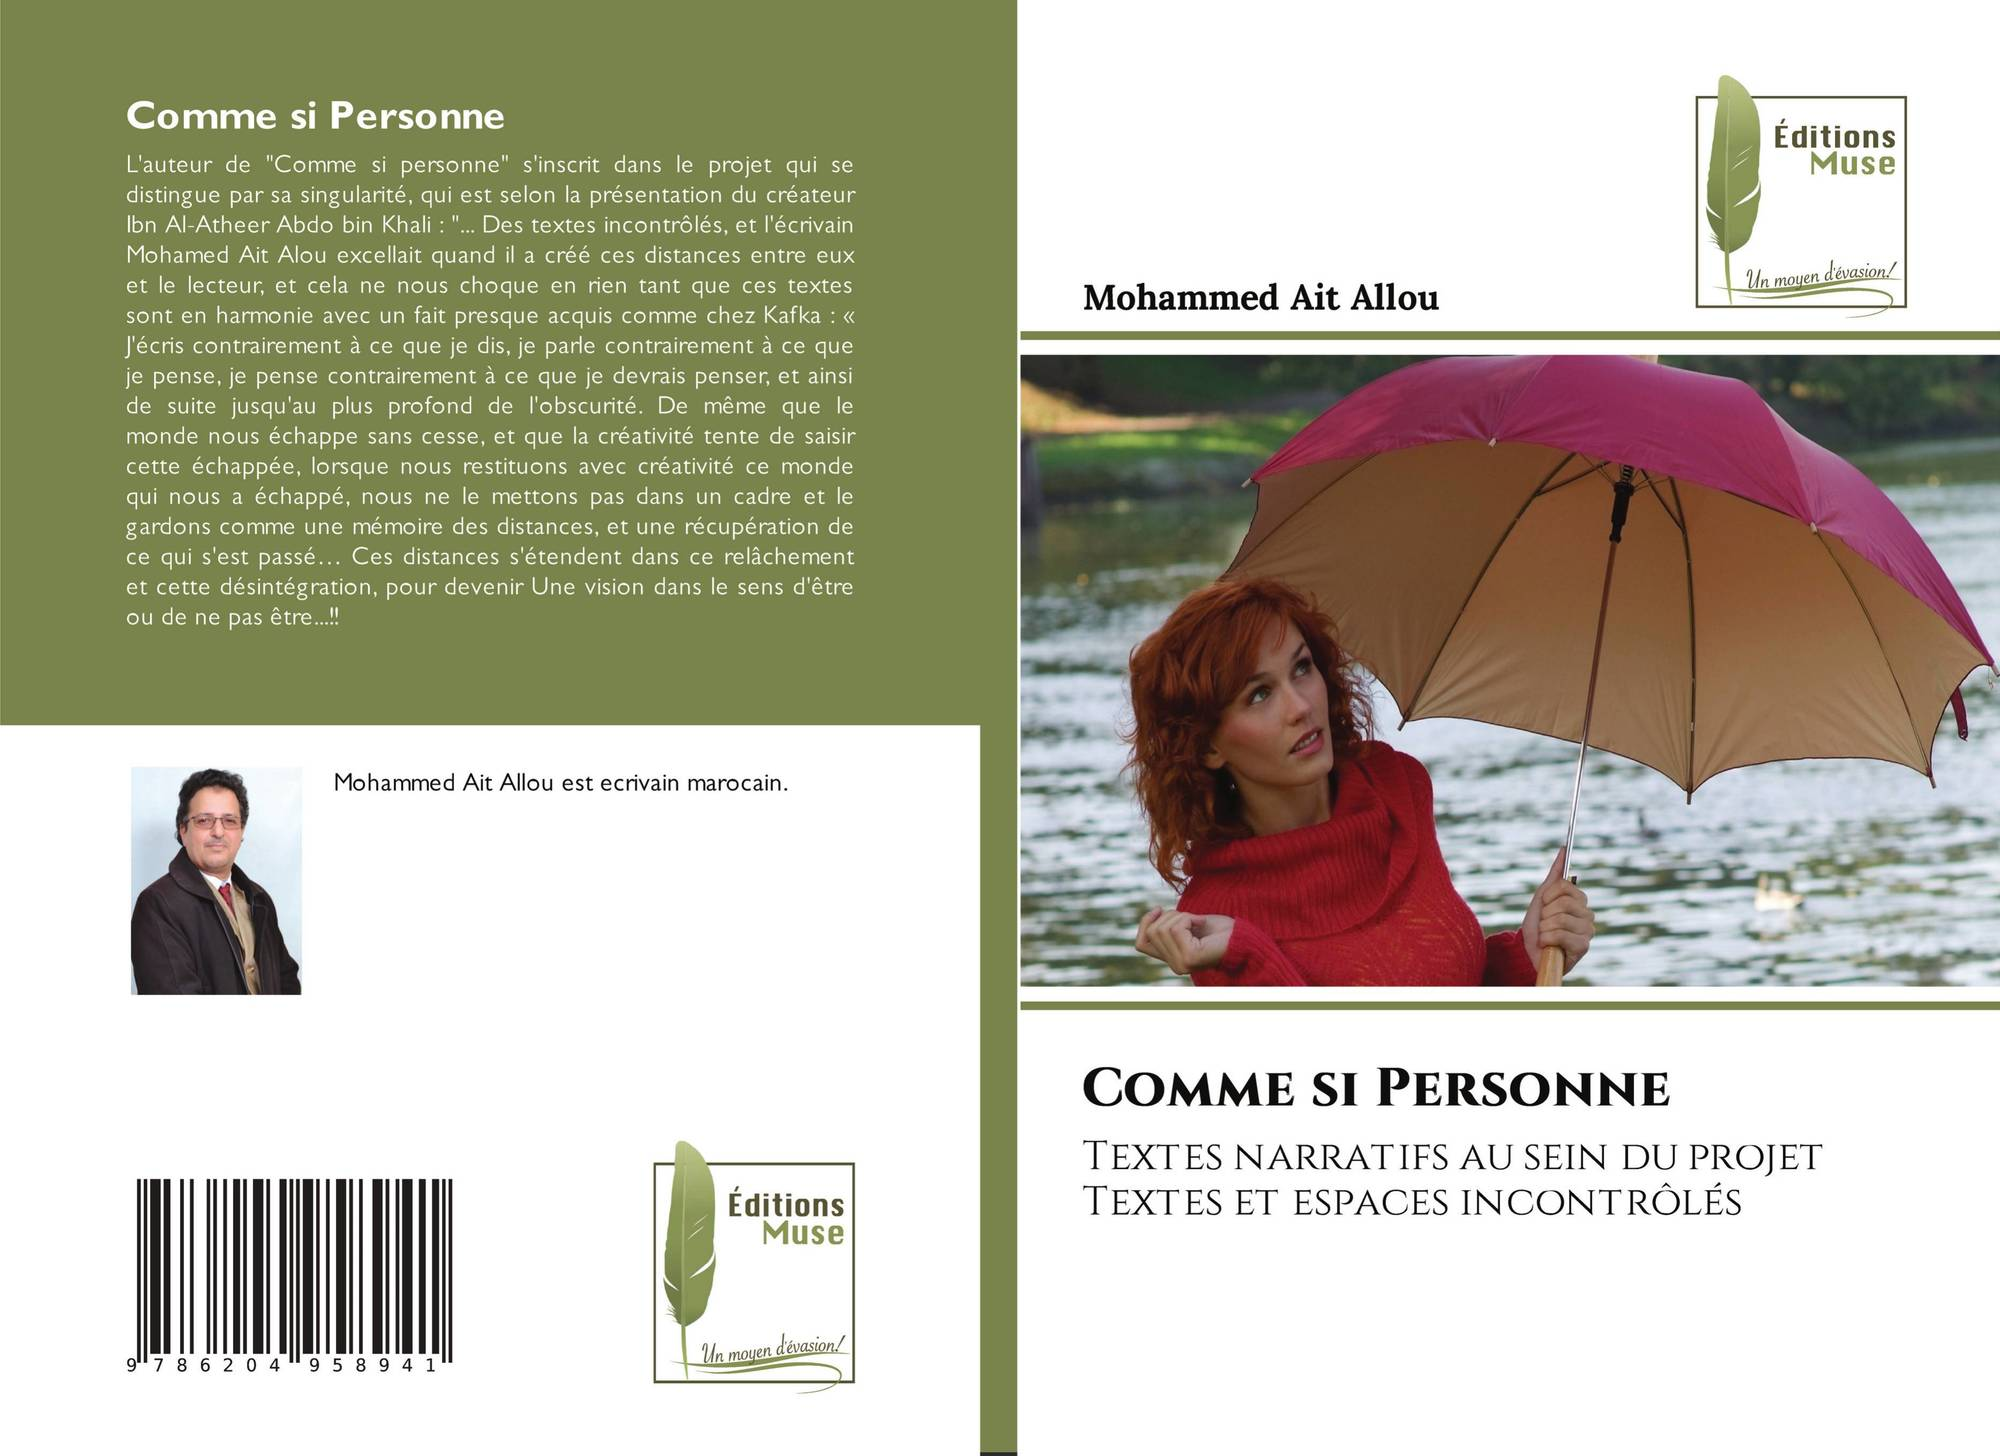 Comme si Personne
L'auteur de "Comme si personne" s'inscrit dans le projet qui se
distingue par sa singularité, qui est selon la présentation du créateur
Ibn Al-Atheer Abdo bin Khali : "... Des textes incontrôlés, et l'écrivain
Mohamed Ait Alou excellait quand il a créé ces distances entre eux
et le lecteur, et cela ne nous choque en rien tant que ces textes
sont en harmonie avec un fait presque acquis comme chez Kafka : «
J'écris contrairement à ce que je dis, je parle contrairement à ce que
je pense, je pense contrairement à ce que je devrais penser, et ainsi
de suite jusqu'au plus profond de l'obscurité. De même que le
monde nous échappe sans cesse, et que la créativité tente de saisir
cette échappée, lorsque nous restituons avec créativité ce monde
qui nous a échappé, nous ne le mettons pas dans un cadre et le
gardons comme une mémoire des distances, et une récupération de
ce qui s'est passé… Ces distances s'étendent dans ce relâchement
et cette désintégration, pour devenir Une vision dans le sens d'être
ou de ne pas être...!!
Mohammed Ait Allou est ecrivain marocain.
9 786204 958941
Éditions
Muse
Un moyen d'évasion!
Éditions
Muse
Un moyen d'évasion!
Mohammed Ait Allou
Comme si Personne
Textes narratifs au sein du projet
Textes et espaces incontrôlés